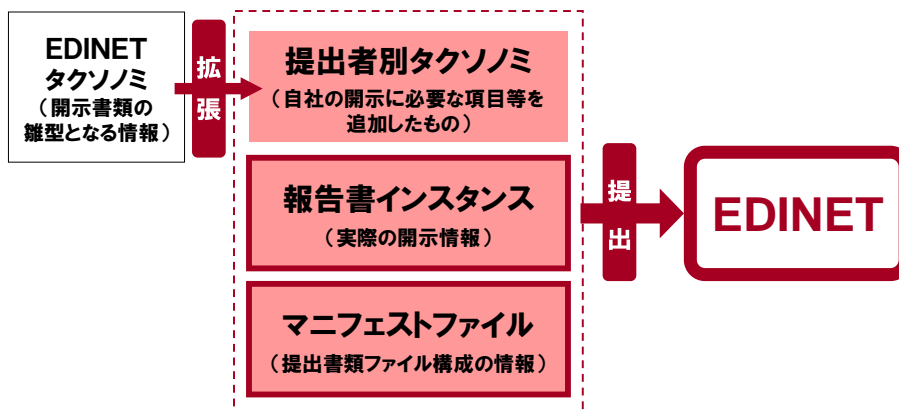 EDINET
タクソノミ
（開示書類の
雛型となる情報）
拡張
提出者別タクソノミ
（自社の開示に必要な項目等を
追加したもの）
報告書インスタンス
（実際の開示情報）
マニフェストファイル
（提出書類ファイル構成の情報）
提出
EDINET